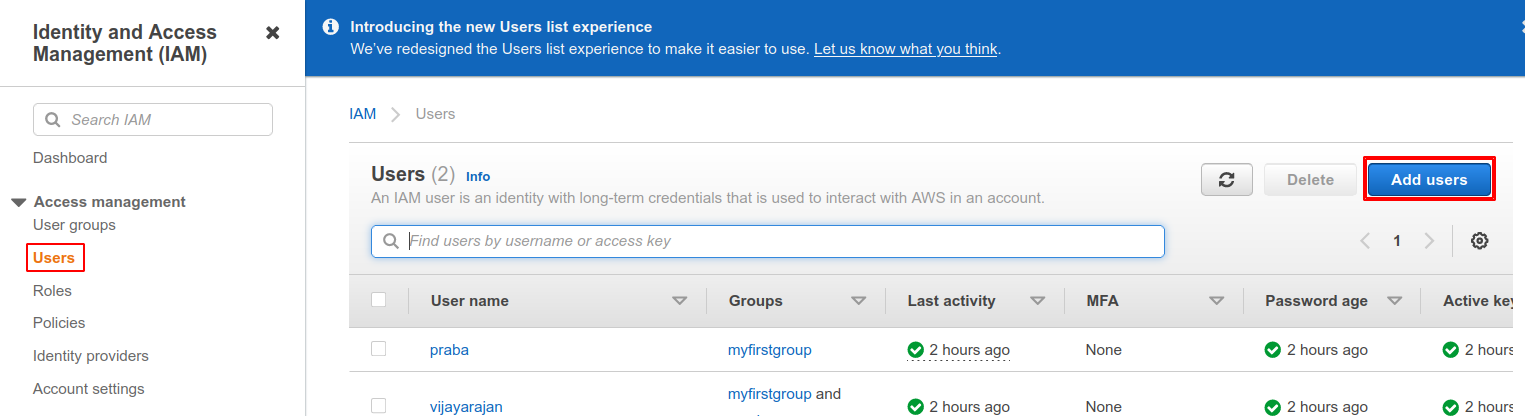 Identity and Access
Management (IAM)
Search IAM
Dashboard
Access management
User groups
Users
Roles
Policies
Identity providers
Account settings
Introducing the new Users list experience
We've redesigned the Users list experience to make it easier to use. Let us know what you think.
IAM Users
Users (2) Info
An IAM user is an identity with long-term credentials that is used to interact with AWS in an account.
Delete
Add users
Find users by username or access key
1
User name Groups Last activity MFA Password age Active key
praba myfirstgroup 2 hours ago None 2 hours ago 2 hours
vijayarajan myfirstgroup and 2 hours ago None 2 hours ago 2 hours